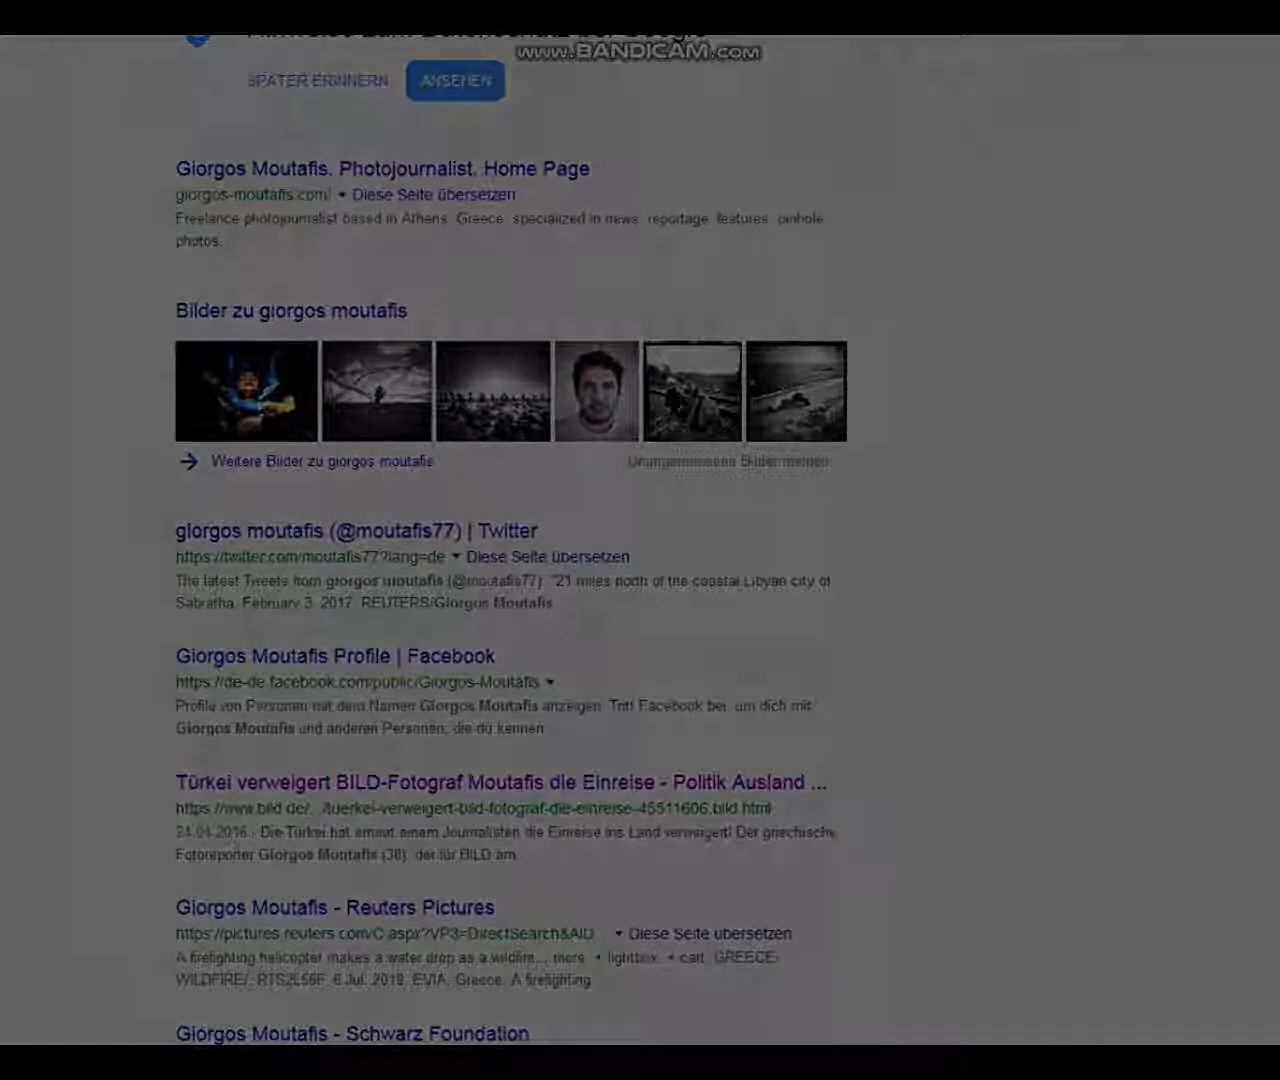 www.BANDICAM.com
SPÄTER ERINNERN
ANSEHEN
Giorgos Moutafis. Photojournalist. Home Page
giorgos-moutafis.com/ Diese Seite übersetzen
Freelance photojournalist based in Athens. Greece. specialized in news. reportage. features. pinhole
photos.
Bilder zu giorgos moutafis
Weitere Bilder zu giorgos moutafis
Unangemessene Bilder melden
giorgos moutafis (@moutafis77) | Twitter
https://twitter.com/moutafis77?lang=de Diese Seite übersetzen
The latest Tweets from giorgos moutafis (@moutafis77). "21 miles north of the coastal Libyan city of
Sabratha. February 3. 2017. REUTERS/Giorgos Moutafis
Giorgos Moutafis Profile | Facebook
https://de-de.facebook.com/public/Giorgos-Moutafis
Profile von Personen mit dem Namen Giorgos Moutafis anzeigen. Tritt Facebook bei, um dich mit
Giorgos Moutafis und anderen Personen, die du kennen
Türkei verweigert BILD-Fotograf Moutafis die Einreise - Politik Ausland ...
https://www.bild.de/.../tuerkei-verweigert-bild-fotograf-die-einreise-45511606.bild.html
24.04.2016 - Die Türkei hat erneut einem Journalisten die Einreise ins Land verweigert! Der griechische
Fotoreporter Giorgos Moutafis (38), der für BILD am
Giorgos Moutafis - Reuters Pictures
https://pictures.reuters.com/C.aspx?VP3=DirectSearch&AID... Diese Seite übersetzen
A firefighting helicopter makes a water drop as a wildfire... more. + lightbox. + cart. GREECE-
WILDFIRE/. RTS2L56F. 6 Jul. 2019. EVIA, Greece. A firefighting
Giorgos Moutafis - Schwarz Foundation